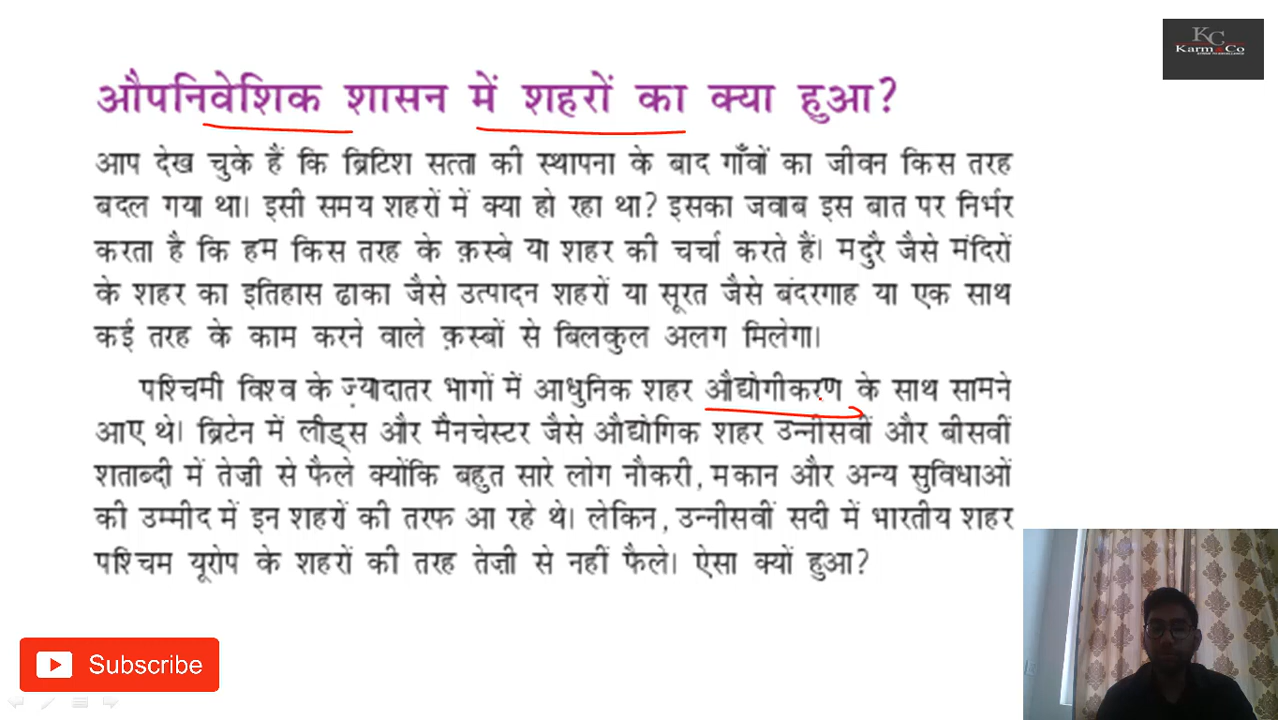 KC
Karm Co
औपनिवेशिक शासन में शहरों का क्या हुआ?
आप देख चुके हैं कि ब्रिटिश सत्ता की स्थापना के बाद गाँवों का जीवन किस तरह
बदल गया था। इसी समय शहरों में क्या हो रहा था? इसका जवाब इस बात पर निर्भर
करता है कि हम किस तरह के क़स्बे या शहर की चर्चा करते हैं। मदुरै जैसे मंदिरों
के शहर का इतिहास ढाका जैसे उत्पादन शहरों या सूरत जैसे बंदरगाह या एक साथ
कई तरह के काम करने वाले क़स्बों से बिलकुल अलग मिलेगा।
पश्चिमी विश्व के ज़्यादातर भागों में आधुनिक शहर औद्योगीकरण के साथ सामने
आए थे। ब्रिटेन में लीड्स और मैनचेस्टर जैसे औद्योगिक शहर उन्नीसवीं और बीसवीं
शताब्दी में तेज़ी से फैले क्योंकि बहुत सारे लोग नौकरी, मकान और अन्य सुविधाओं
की उम्मीद में इन शहरों की तरफ आ रहे थे। लेकिन, उन्नीसवीं सदी में भारतीय शहर
पश्चिम यूरोप के शहरों की तरह तेज़ी से नहीं फैले। ऐसा क्यों हुआ?
Subscribe